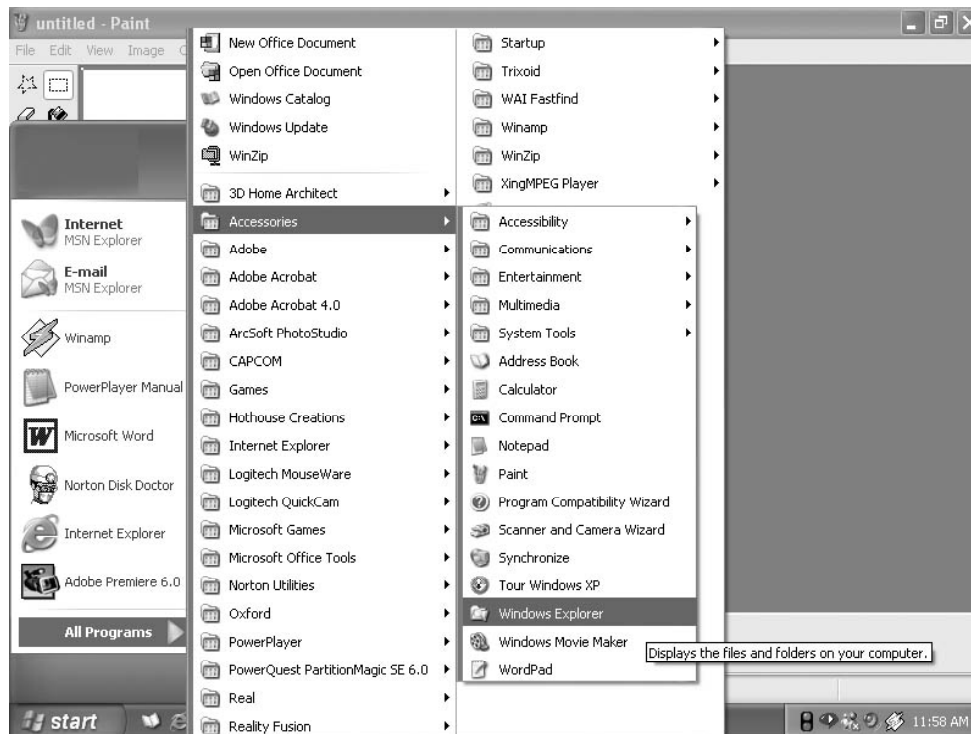 untitled - Paint
File Edit View Image
New Office Document
Open Office Document
Windows Catalog
Windows Update
WinZip
3D Home Architect
Accessories
Adobe
Adobe Acrobat
Adobe Acrobat 4.0
ArcSoft PhotoStudio
CAPCOM
Games
Hothouse Creations
Internet Explorer
Logitech MouseWare
Logitech QuickCam
Microsoft Games
Microsoft Office Tools
Norton Utilities
Oxford
PowerPlayer
PowerQuest PartitionMagic SE 6.0
Real
Reality Fusion
Startup
Trixoid
WAI Fastfind
Winamp
WinZip
XingMPEG Player
Accessibility
Communications
Entertainment
Multimedia
System Tools
Address Book
Calculator
Command Prompt
Notepad
Paint
Program Compatibility Wizard
Scanner and Camera Wizard
Synchronize
Tour Windows XP
Windows Explorer
Windows Movie Maker
WordPad
Displays the files and folders on your computer.
Internet
MSN Explorer
E-mail
MSN Explorer
Winamp
PowerPlayer Manual
Microsoft Word
Norton Disk Doctor
Internet Explorer
Adobe Premiere 6.0
All Programs
start
11:58 AM